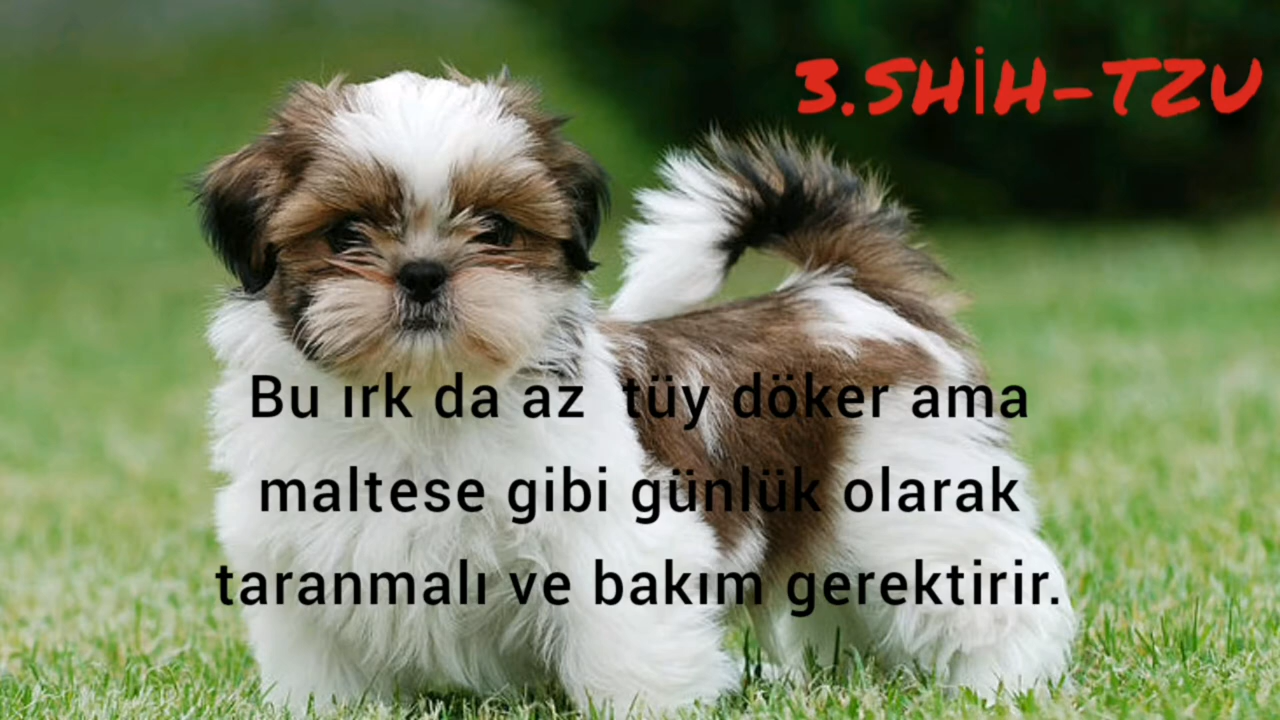 3.SHİH-TZU
Bu ırk da az tüy döker ama
maltese gibi günlük olarak
taranmalı ve bakım gerektirir.